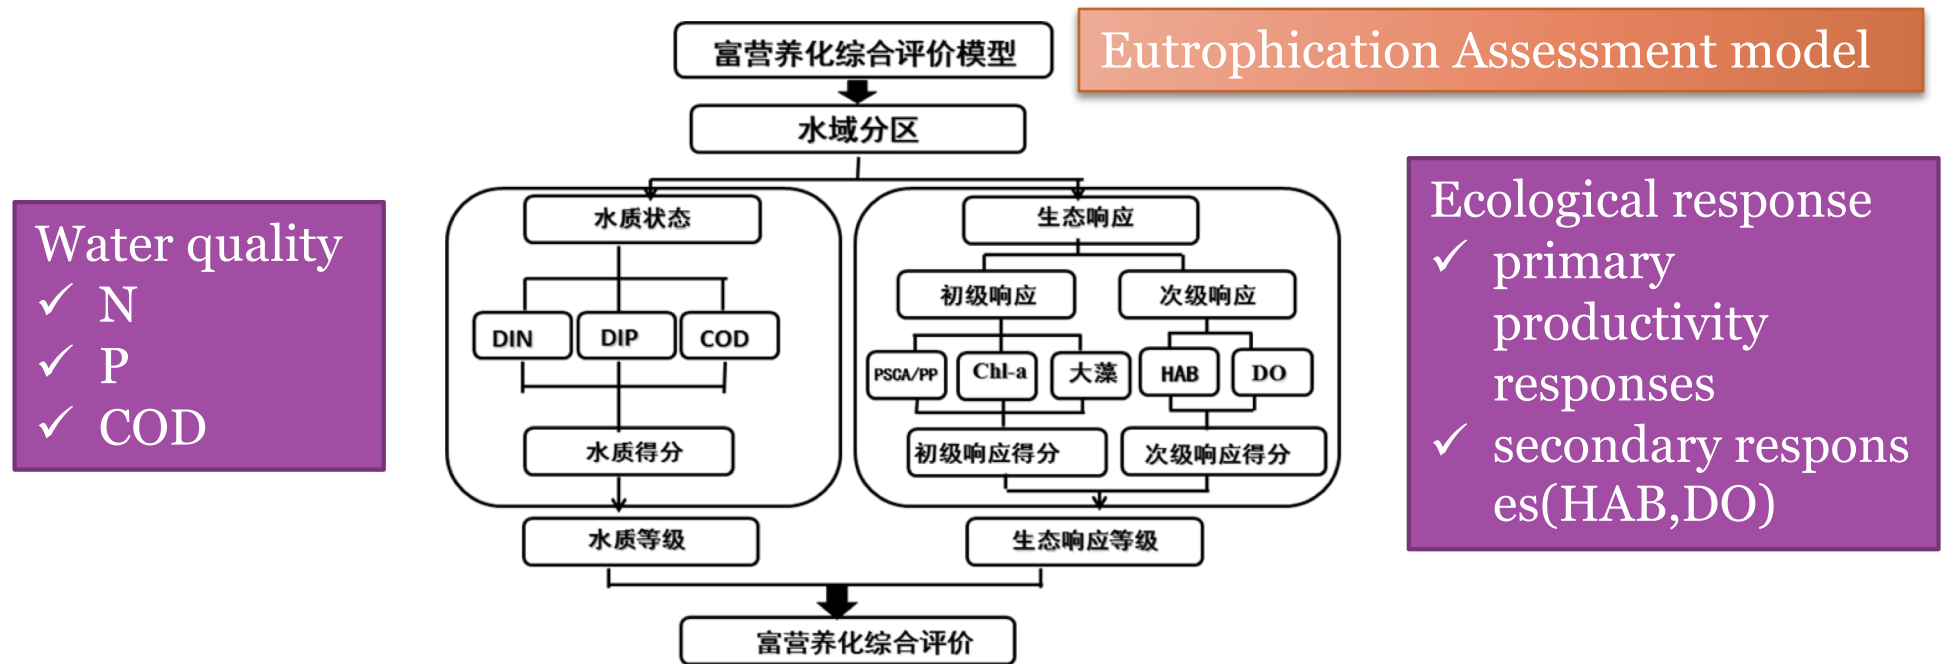 富营养化综合评价模型
Eutrophication Assessment model
水域分区
Water quality
✓ N
✓ P
✓ COD
水质状态
DIN
DIP
COD
水质得分
水质等级
生态响应
初级响应
次级响应
PSCA/PP
Chl-a
大藻
HAB
DO
初级响应得分
次级响应得分
生态响应等级
富营养化综合评价
Ecological response
✓ primary
productivity
responses
✓ secondary respons
es(HAB,DO)